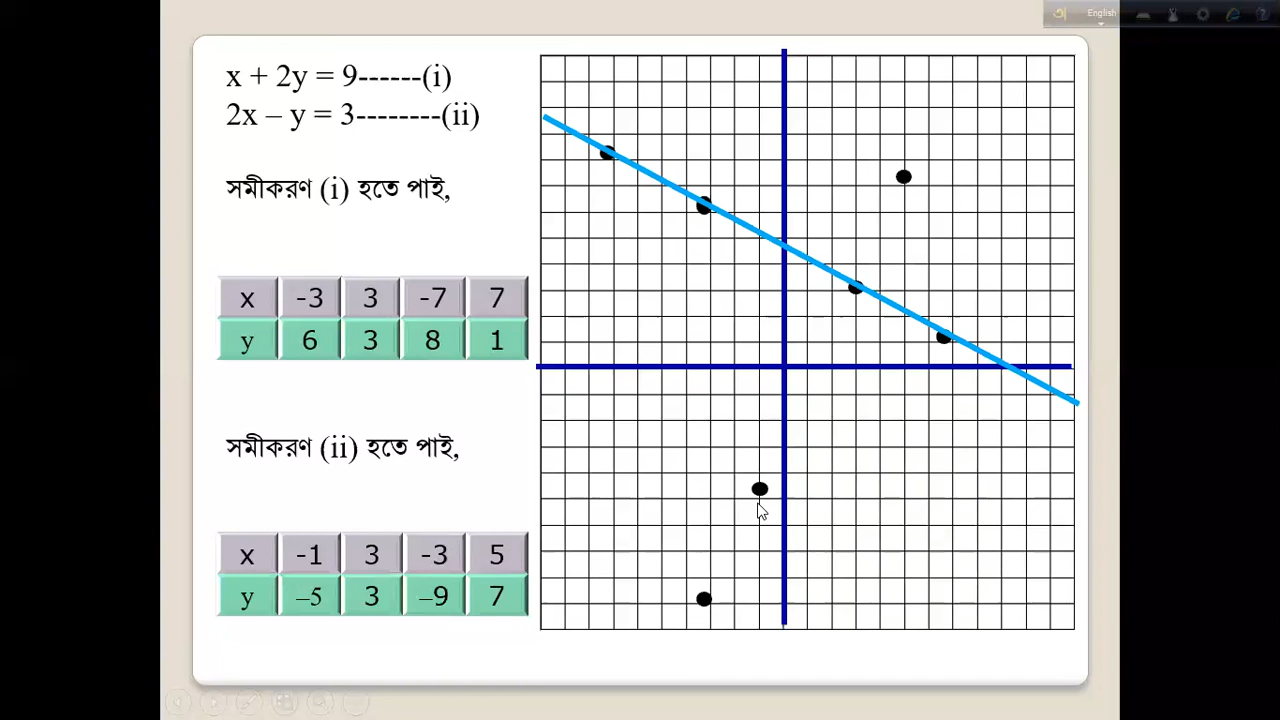 English
x + 2y = 9------(i)
2x – y = 3--------(ii)
সমীকরণ (i) হতে পাই,
x -3 3 -7 7
y 6 3 8 1
সমীকরণ (ii) হতে পাই,
x -1 3 -3 5
y –5 3 –9 7